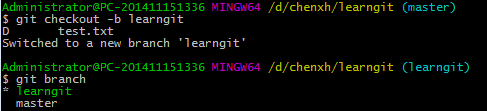 Administrator@PC-201411151336 MINGW64 /d/chenxh/learngit (master)
$ git checkout -b learngit
D       test.txt
Switched to a new branch 'learngit'
Administrator@PC-201411151336 MINGW64 /d/chenxh/learngit (learngit)
$ git branch
* learngit
  master